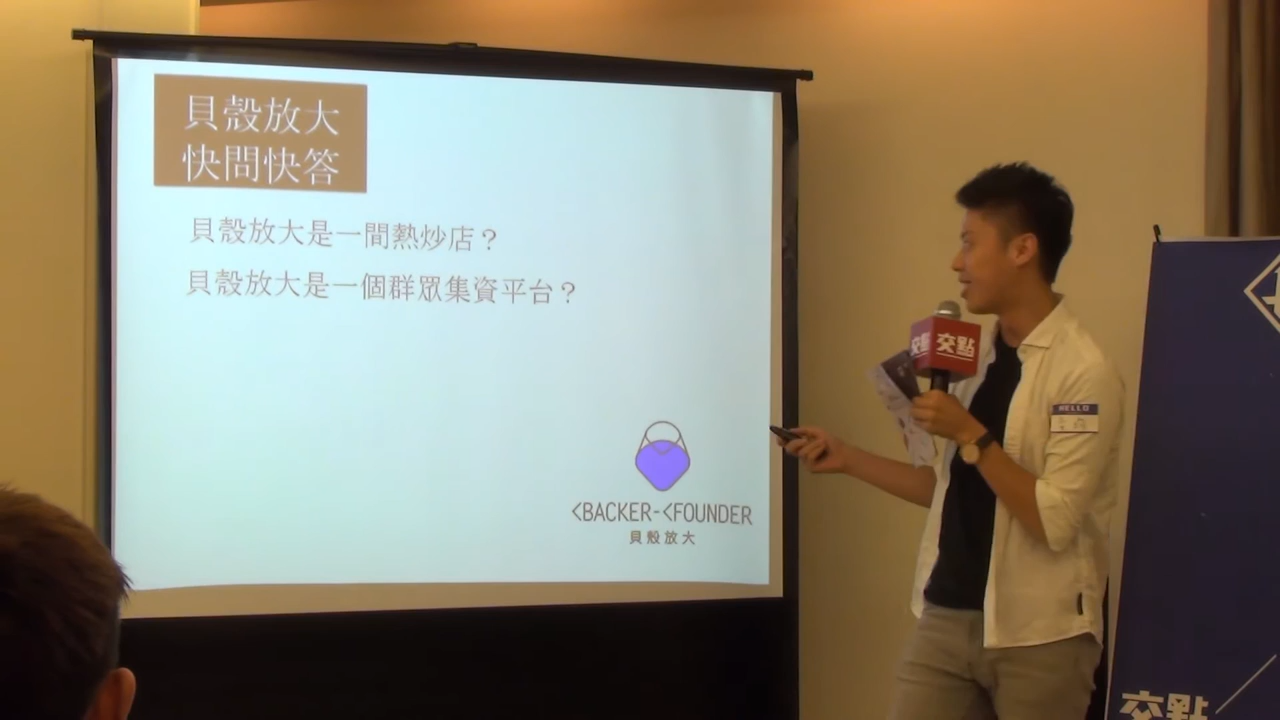 貝殼放大
快問快答
貝殼放大是一間熱炒店？
貝殼放大是一個群眾集資平台？
<BACKER-<FOUNDER
貝殼放大
交點
HELLO
交點